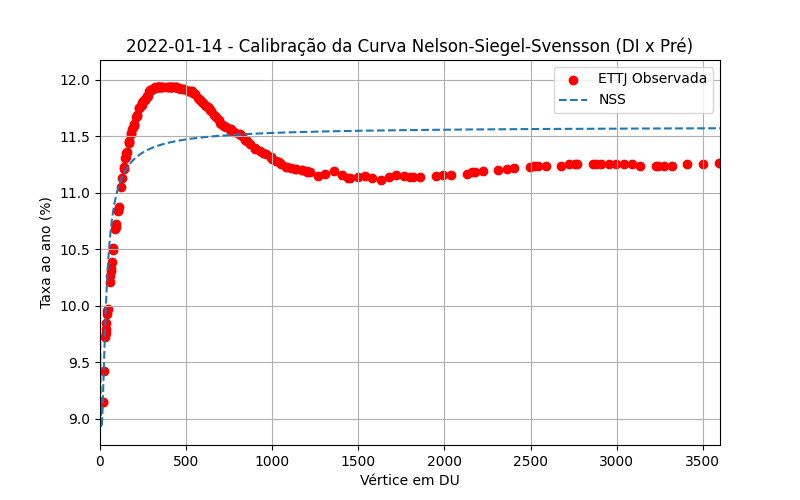 2022-01-14 - Calibração da Curva Nelson-Siegel-Svensson (DI x Pré)
ETTJ Observada
NSS
Taxa ao ano (%)
12.0
11.5
11.0
10.5
10.0
9.5
9.0
0 500 1000 1500 2000 2500 3000 3500
Vértice em DU